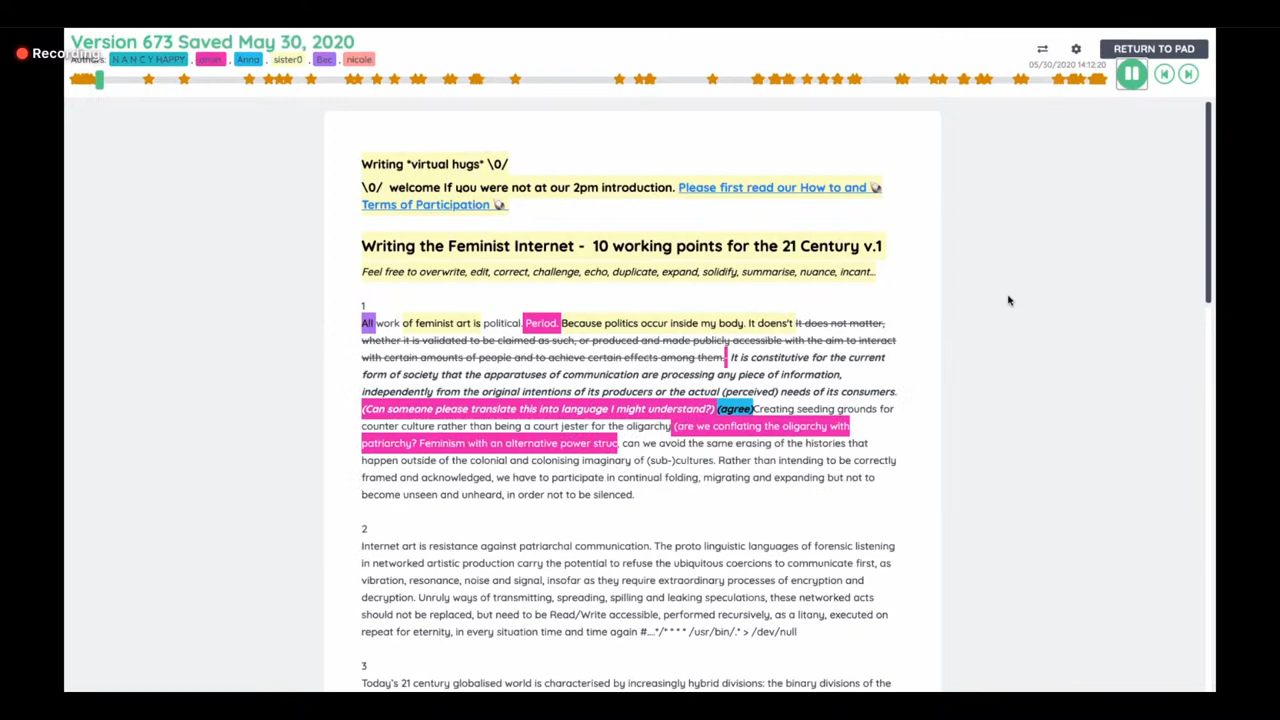 Version 673 Saved May 30, 2020
Recording
N A N C Y HAPPY , , Anna , sister0 , Bec , nicole
RETURN TO PAD
05/30/2020 14:12:20
Writing *virtual hugs* \0/
\0/ welcome If you were not at our 2pm introduction. Please first read our How to and
Terms of Participation
Writing the Feminist Internet - 10 working points for the 21 Century v.1
Feel free to overwrite, edit, correct, challenge, echo, duplicate, expand, solidify, summarise, nuance, incant...
1
All work of feminist art is political. Period. Because politics occur inside my body. It doens't it does not matter,
whether it is validated to be claimed as such, or produced and made publicly accessible with the aim to interact
with certain amounts of people and to achieve certain effects among them. It is constitutive for the current
form of society that the apparatuses of communication are processing any piece of information,
independently from the original intentions of its producers or the actual (perceived) needs of its consumers.
(Can someone please translate this into language I might understand?) (agree)Creating seeding grounds for
counter culture rather than being a court jester for the oligarchy (are we conflating the oligarchy with
patriarchy? Feminism with an alternative power struc, can we avoid the same erasing of the histories that
happen outside of the colonial and colonising imaginary of (sub-)cultures. Rather than intending to be correctly
framed and acknowledged, we have to participate in continual folding, migrating and expanding but not to
become unseen and unheard, in order not to be silenced.
2
Internet art is resistance against patriarchal communication. The proto linguistic languages of forensic listening
in networked artistic production carry the potential to refuse the ubiquitous coercions to communicate first, as
vibration, resonance, noise and signal, insofar as they require extraordinary processes of encryption and
decryption. Unruly ways of transmitting, spreading, spilling and leaking speculations, these networked acts
should not be replaced, but need to be Read/Write accessible, performed recursively, as a litany, executed on
repeat for eternity, in every situation time and time again #...*/* * * * /usr/bin/.* > /dev/null
3
Today's 21 century globalised world is characterised by increasingly hybrid divisions: the binary divisions of the